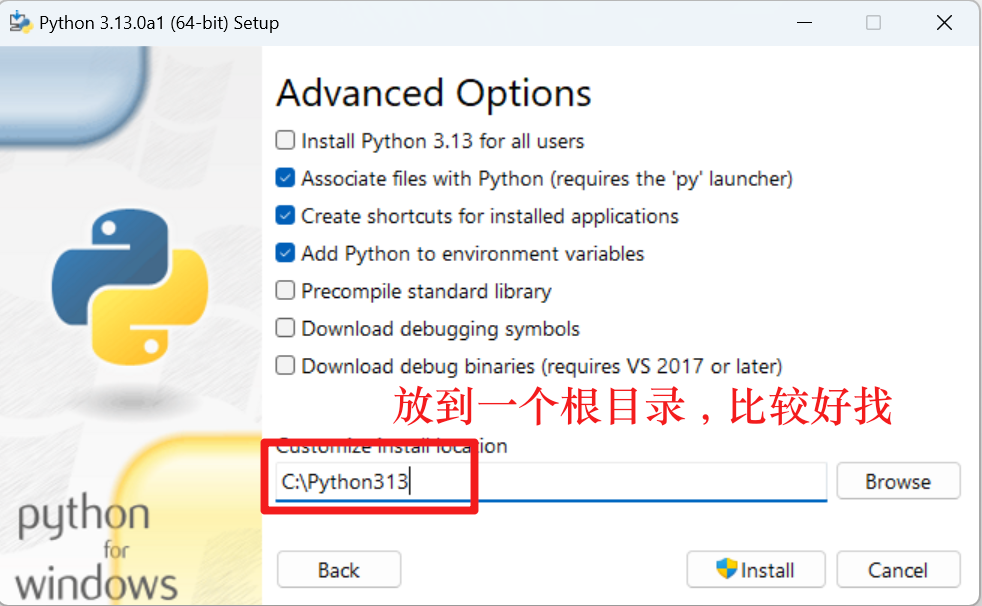 Python 3.13.0a1 (64-bit) Setup
Advanced Options
Install Python 3.13 for all users
Associate files with Python (requires the 'py' launcher)
Create shortcuts for installed applications
Add Python to environment variables
Precompile standard library
Download debugging symbols
Download debug binaries (requires VS 2017 or later)
放到一个根目录，比较好找
Customize install location
C:\Python313
Browse
python
for
windows
Back
Install
Cancel